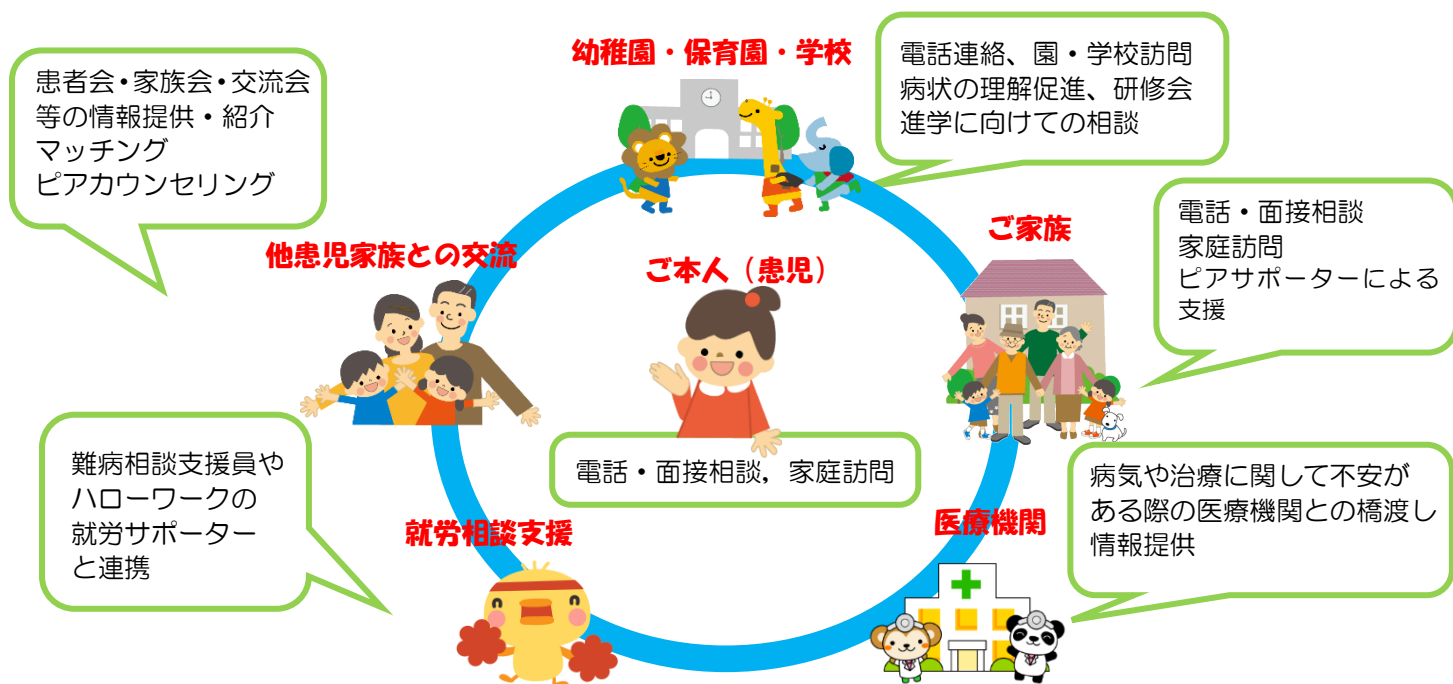 幼稚園・保育園・学校
電話連絡、園・学校訪問
病状の理解促進、研修会
進学に向けての相談
患者会・家族会・交流会
等の情報提供・紹介
マッチング
ピアカウンセリング
ご家族
電話・面接相談
家庭訪問
ピアサポーターによる
支援
他患児家族との交流
ご本人（患児）
電話・面接相談，家庭訪問
難病相談支援員や
ハローワークの
就労サポーター
と連携
就労相談支援
医療機関
病気や治療に関して不安が
ある際の医療機関との橋渡し
情報提供